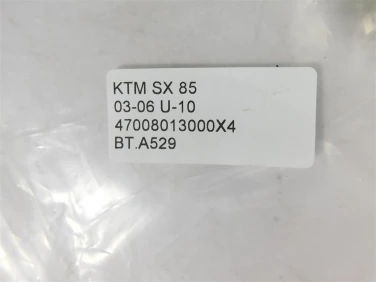 KTM SX 85
03-06 U-10
47008013000X4
BT.A529